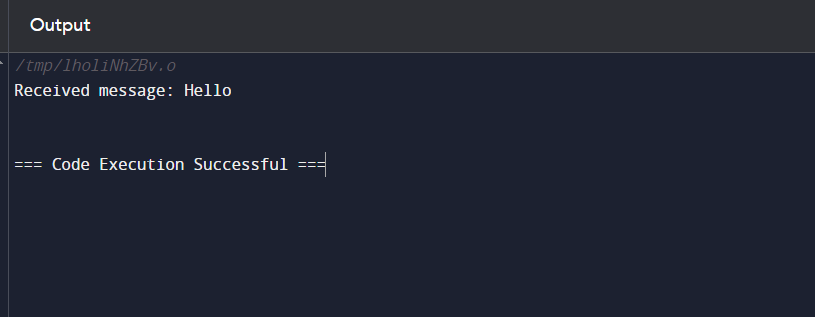 Output
/tmp/lholiNhZBv.o
Received message: Hello
=== Code Execution Successful ===